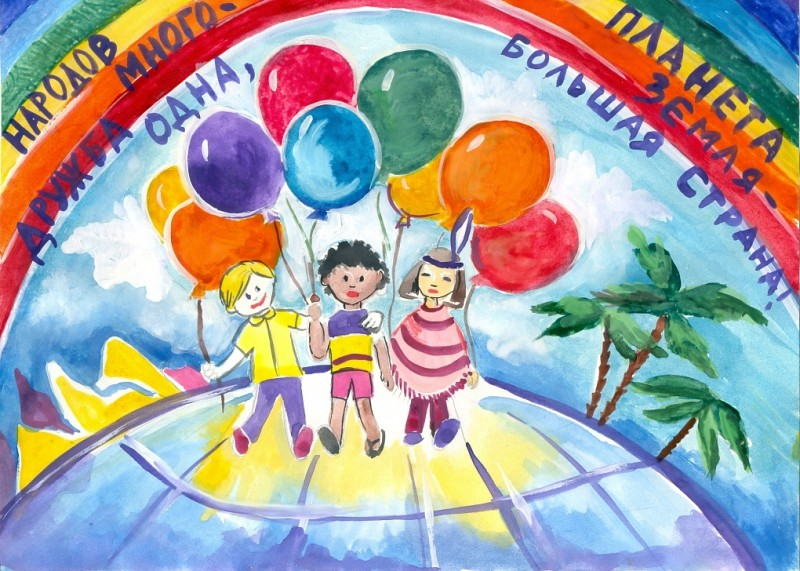 НАРОДОВ МНОГО-
ДРУЖБА ОДНА,
ПЛАНЕТА
ЗЕМЛЯ-
БОЛЬШАЯ СТРАНА!